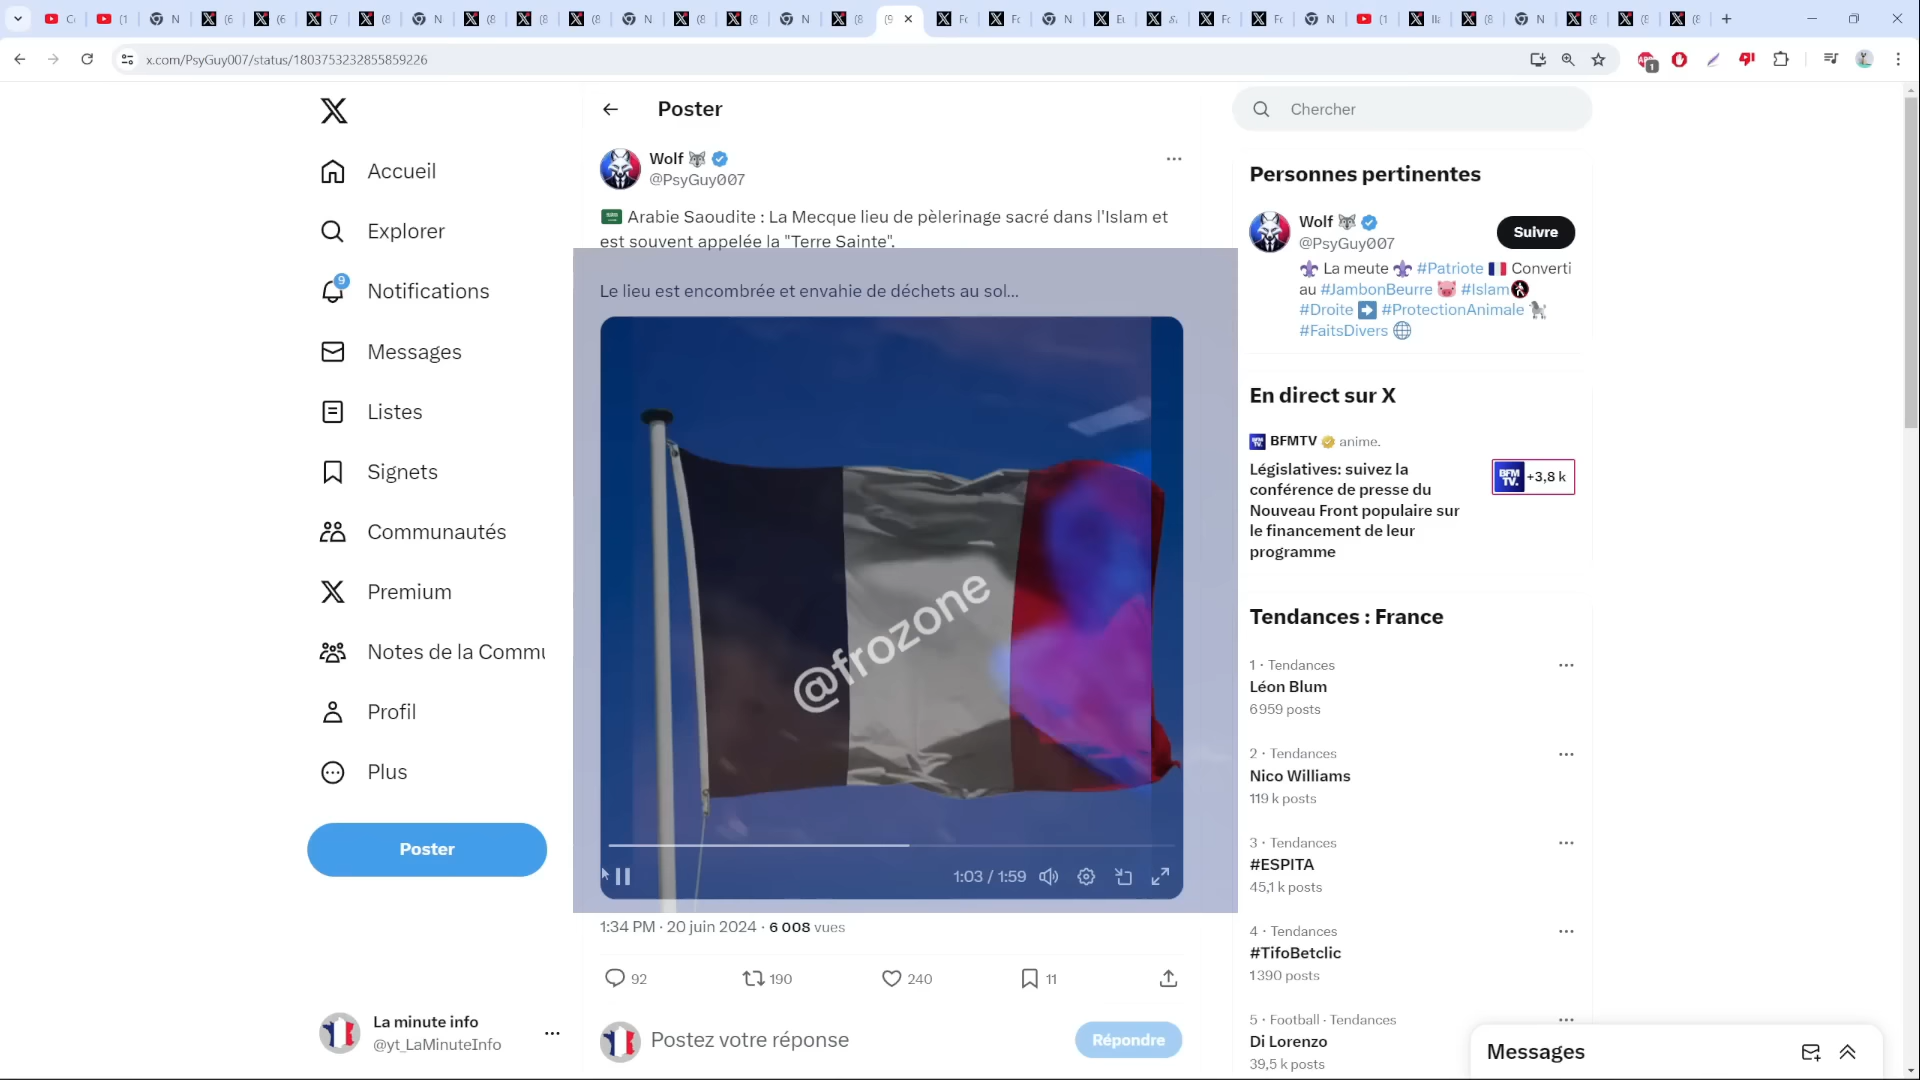 x.com/PsyGuy007/status/1803753232855859226
Accueil
Explorer
9
Notifications
Messages
Listes
Signets
Communautés
Premium
Notes de la Commu
Profil
Plus
Poster
La minute info
@yt_LaMinuteInfo
Poster
Wolf
@PsyGuy007
Arabie Saoudite : La Mecque lieu de pèlerinage sacré dans l'Islam et
est souvent appelée la "Terre Sainte".
Le lieu est encombrée et envahie de déchets au sol...
@frozone
1:03 / 1:59
1:34 PM · 20 juin 2024 · 6 008 vues
92 190 240 11
Postez votre réponse
Répondre
Chercher
Personnes pertinentes
Wolf
@PsyGuy007
Suivre
La meute #Patriote Converti
au #JambonBeurre #Islam
#Droite #ProtectionAnimale
#FaitsDivers
En direct sur X
BFMTV anime.
Législatives: suivez la
conférence de presse du
Nouveau Front populaire sur
le financement de leur
programme
BFM TV. +3,8 k
Tendances : France
1 · Tendances
Léon Blum
6 959 posts
2 · Tendances
Nico Williams
119 k posts
3 · Tendances
#ESPITA
45,1 k posts
4 · Tendances
#TifoBetclic
1 390 posts
5 · Football · Tendances
Di Lorenzo
39,5 k posts
Messages